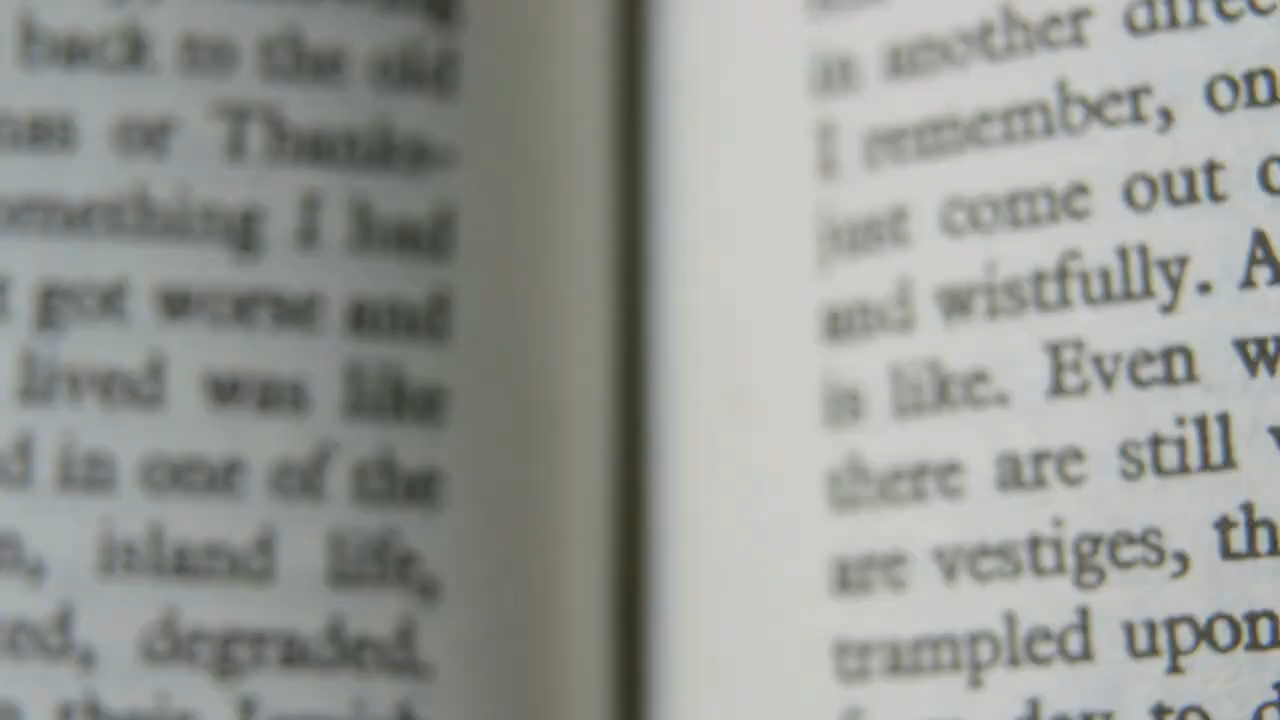 back to the old
or Thanks-
something I had
got worse and
lived was like
in one of the
island life,
degraded,
in another direc
I remember, on
just come out
and wistfully. A
is like. Even w
there are still
are vestiges, th
trampled upon
day to d